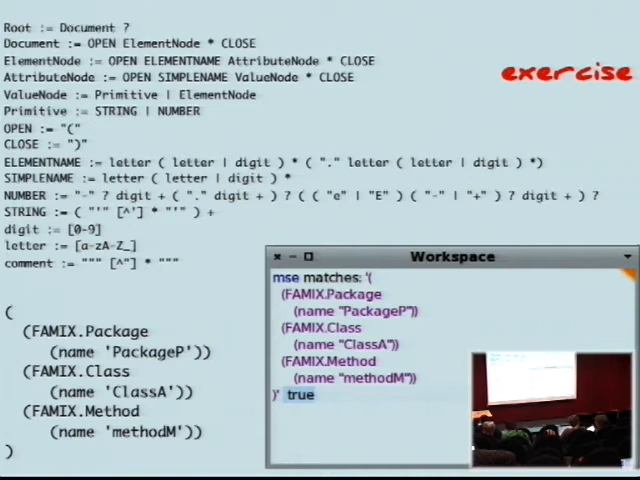 Root := Document ?
Document := OPEN ElementNode * CLOSE
ElementNode := OPEN ELEMENTNAME AttributeNode * CLOSE
AttributeNode := OPEN SIMPLENAME ValueNode * CLOSE
ValueNode := Primitive | ElementNode
Primitive := STRING | NUMBER
OPEN := "("
CLOSE := ")"
ELEMENTNAME := letter ( letter | digit ) * ( "." letter ( letter | digit ) *)
SIMPLENAME := letter ( letter | digit ) *
NUMBER := "-" ? digit + ( "." digit + ) ? ( ( "e" | "E" ) ( "-" | "+" ) ? digit + ) ?
STRING := ( "'" [^'] * "'" ) +
digit := [0-9]
letter := [a-zA-Z_]
comment := """ [^"] * """
exercise
(
(FAMIX.Package
(name 'PackageP'))
(FAMIX.Class
(name 'ClassA'))
(FAMIX.Method
(name 'methodM'))
)
Workspace
mse matches: '(
(FAMIX.Package
(name ''PackageP''))
(FAMIX.Class
(name ''ClassA''))
(FAMIX.Method
(name ''methodM''))
)' true